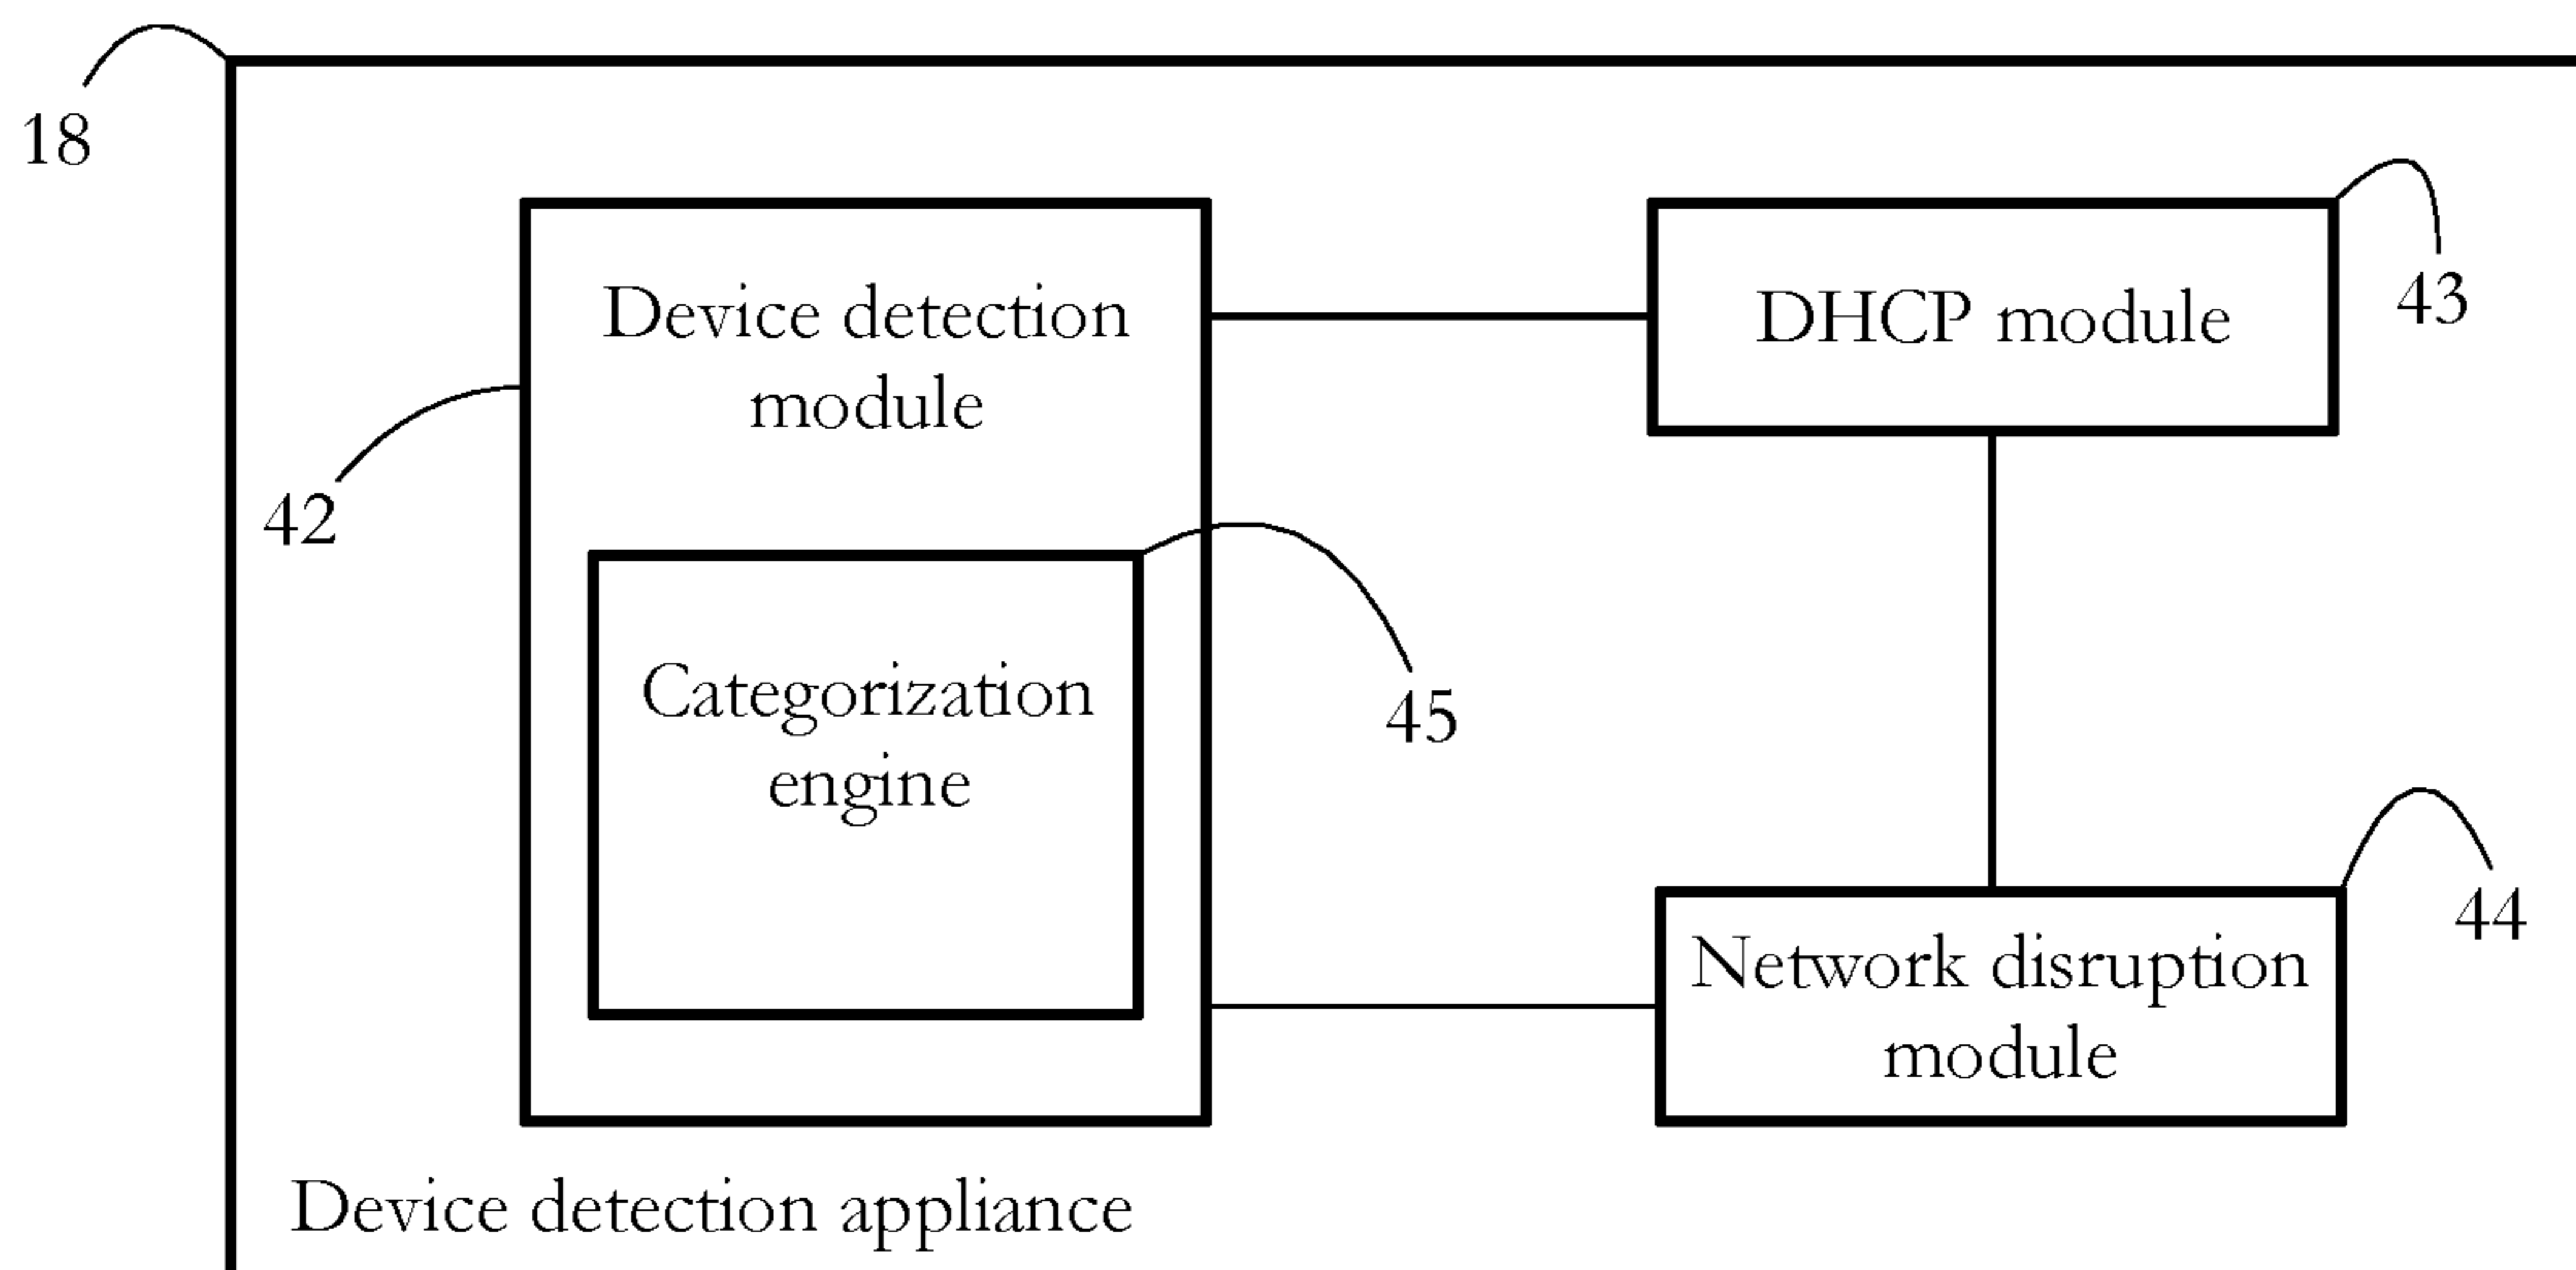 18
Device detection
module
DHCP module
43
42
Categorization
engine
45
Network disruption
module
44
Device detection appliance